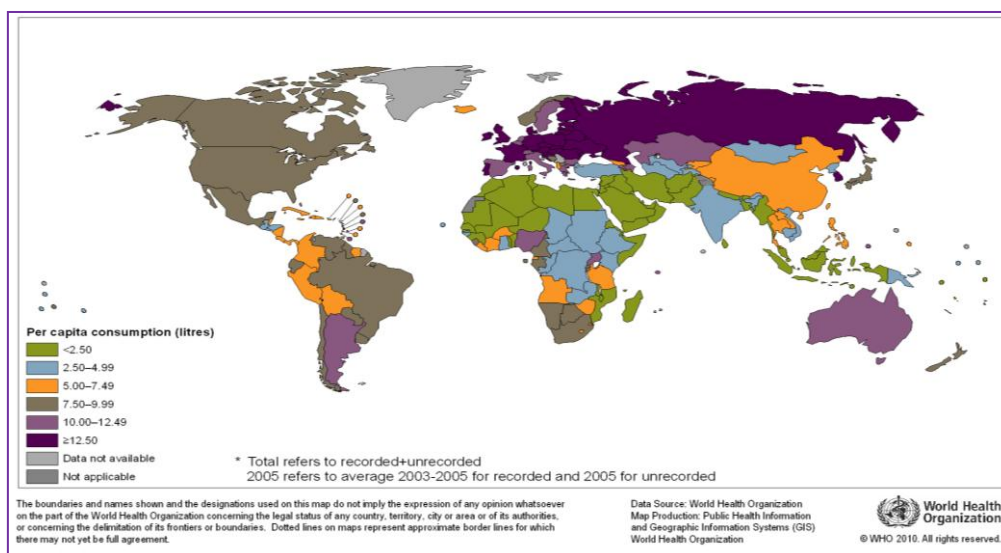 Per capita consumption (litres)
<2.50
2.50–4.99
5.00–7.49
7.50–9.99
10.00–12.49
≥12.50
Data not available
Not applicable
* Total refers to recorded+unrecorded
2005 refers to average 2003-2005 for recorded and 2005 for unrecorded
The boundaries and names shown and the designations used on this map do not imply the expression of any opinion whatsoever
on the part of the World Health Organization concerning the legal status of any country, territory, city or area or of its authorities,
or concerning the delimitation of its frontiers or boundaries. Dotted lines on maps represent approximate border lines for which
there may not yet be full agreement.
Data Source: World Health Organization
Map Production: Public Health Information
and Geographic Information Systems (GIS)
World Health Organization
World Health
Organization
© WHO 2010. All rights reserved.